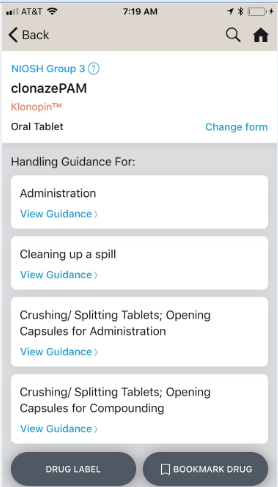 AT&T 7:19 AM
Back
NIOSH Group 3 ?
clonazePAM
Klonopin™
Oral Tablet Change form
Handling Guidance For:
Administration
View Guidance >
Cleaning up a spill
View Guidance >
Crushing/ Splitting Tablets; Opening
Capsules for Administration
View Guidance >
Crushing/ Splitting Tablets; Opening
Capsules for Compounding
View Guidance >
DRUG LABEL BOOKMARK DRUG